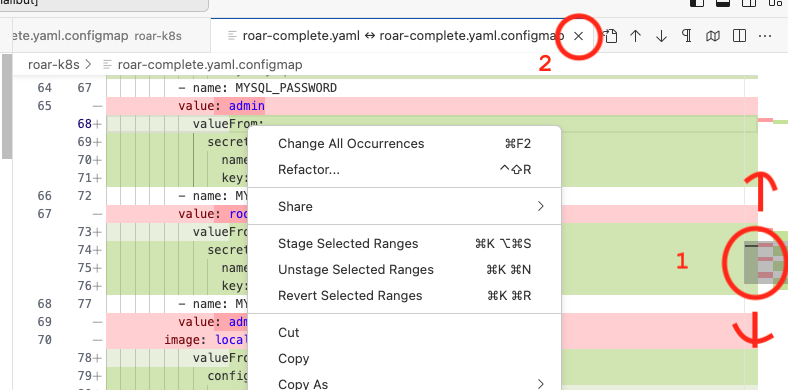 ete.yaml.configmap roar-k8s roar-complete.yaml ↔ roar-complete.yaml.configmap
2
roar-k8s > roar-complete.yaml.configmap
64 67 - name: MYSQL_PASSWORD
65 — value: admin
68+ valueFrom:
69+ secret
70+ name
71+ key:
66 72 - name: MY
67 — value: roo
73+ valueFro
74+ secret
75+ name
76+ key:
68 77 - name: MY
69 — value: adm
70 — image: local
78+ valueFro
79+ config
Change All Occurrences ⌘F2
Refactor... ^⇧R
Share >
Stage Selected Ranges ⌘K ⌥⌘S
Unstage Selected Ranges ⌘K ⌘N
Revert Selected Ranges ⌘K ⌘R
Cut
Copy
Copy As >
1